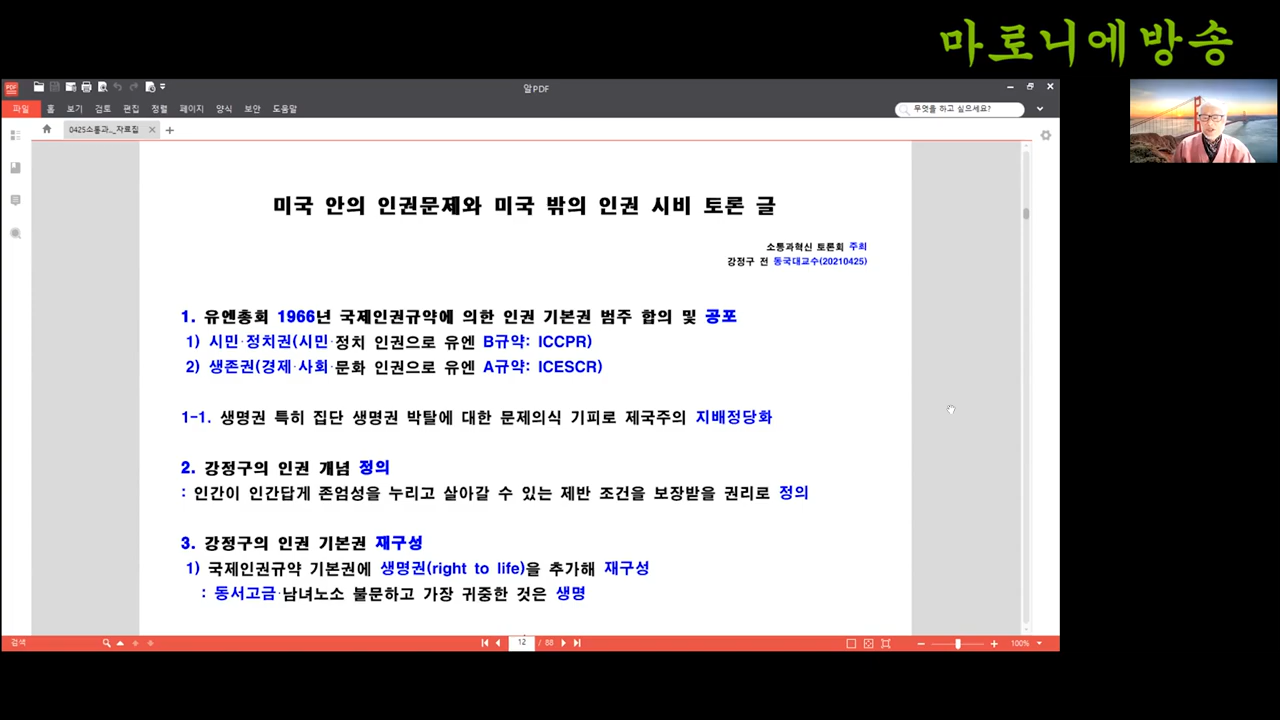 마로니에방송
알PDF
파일 홈 보기 검토 편집 정렬 페이지 양식 보안 도움말
무엇을 하고 싶으세요?
0425소통과..._자료집
미국 안의 인권문제와 미국 밖의 인권 시비 토론 글
소통과혁신 토론회 주최
강정구 전 동국대교수(20210425)
1. 유엔총회 1966년 국제인권규약에 의한 인권 기본권 범주 합의 및 공포
1) 시민·정치권(시민·정치 인권으로 유엔 B규약: ICCPR)
2) 생존권(경제·사회·문화 인권으로 유엔 A규약: ICESCR)
1-1. 생명권 특히 집단 생명권 박탈에 대한 문제의식 기피로 제국주의 지배정당화
2. 강정구의 인권 개념 정의
: 인간이 인간답게 존엄성을 누리고 살아갈 수 있는 제반 조건을 보장받을 권리로 정의
3. 강정구의 인권 기본권 재구성
1) 국제인권규약 기본권에 생명권(right to life)을 추가해 재구성
: 동서고금·남녀노소 불문하고 가장 귀중한 것은 생명
검색
12 / 88
100%